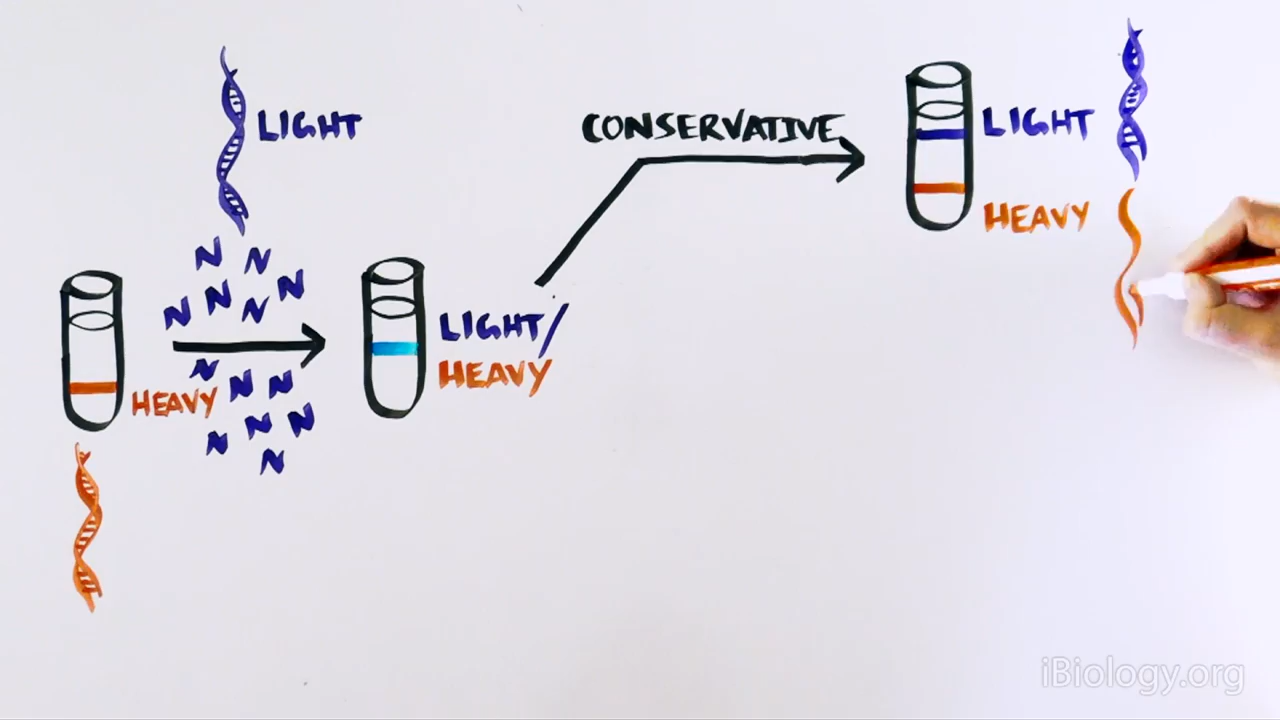 LIGHT
CONSERVATIVE
LIGHT
HEAVY
N N
N N N N
N
N N
N N N
N
HEAVY
LIGHT/
HEAVY
iBiology.org